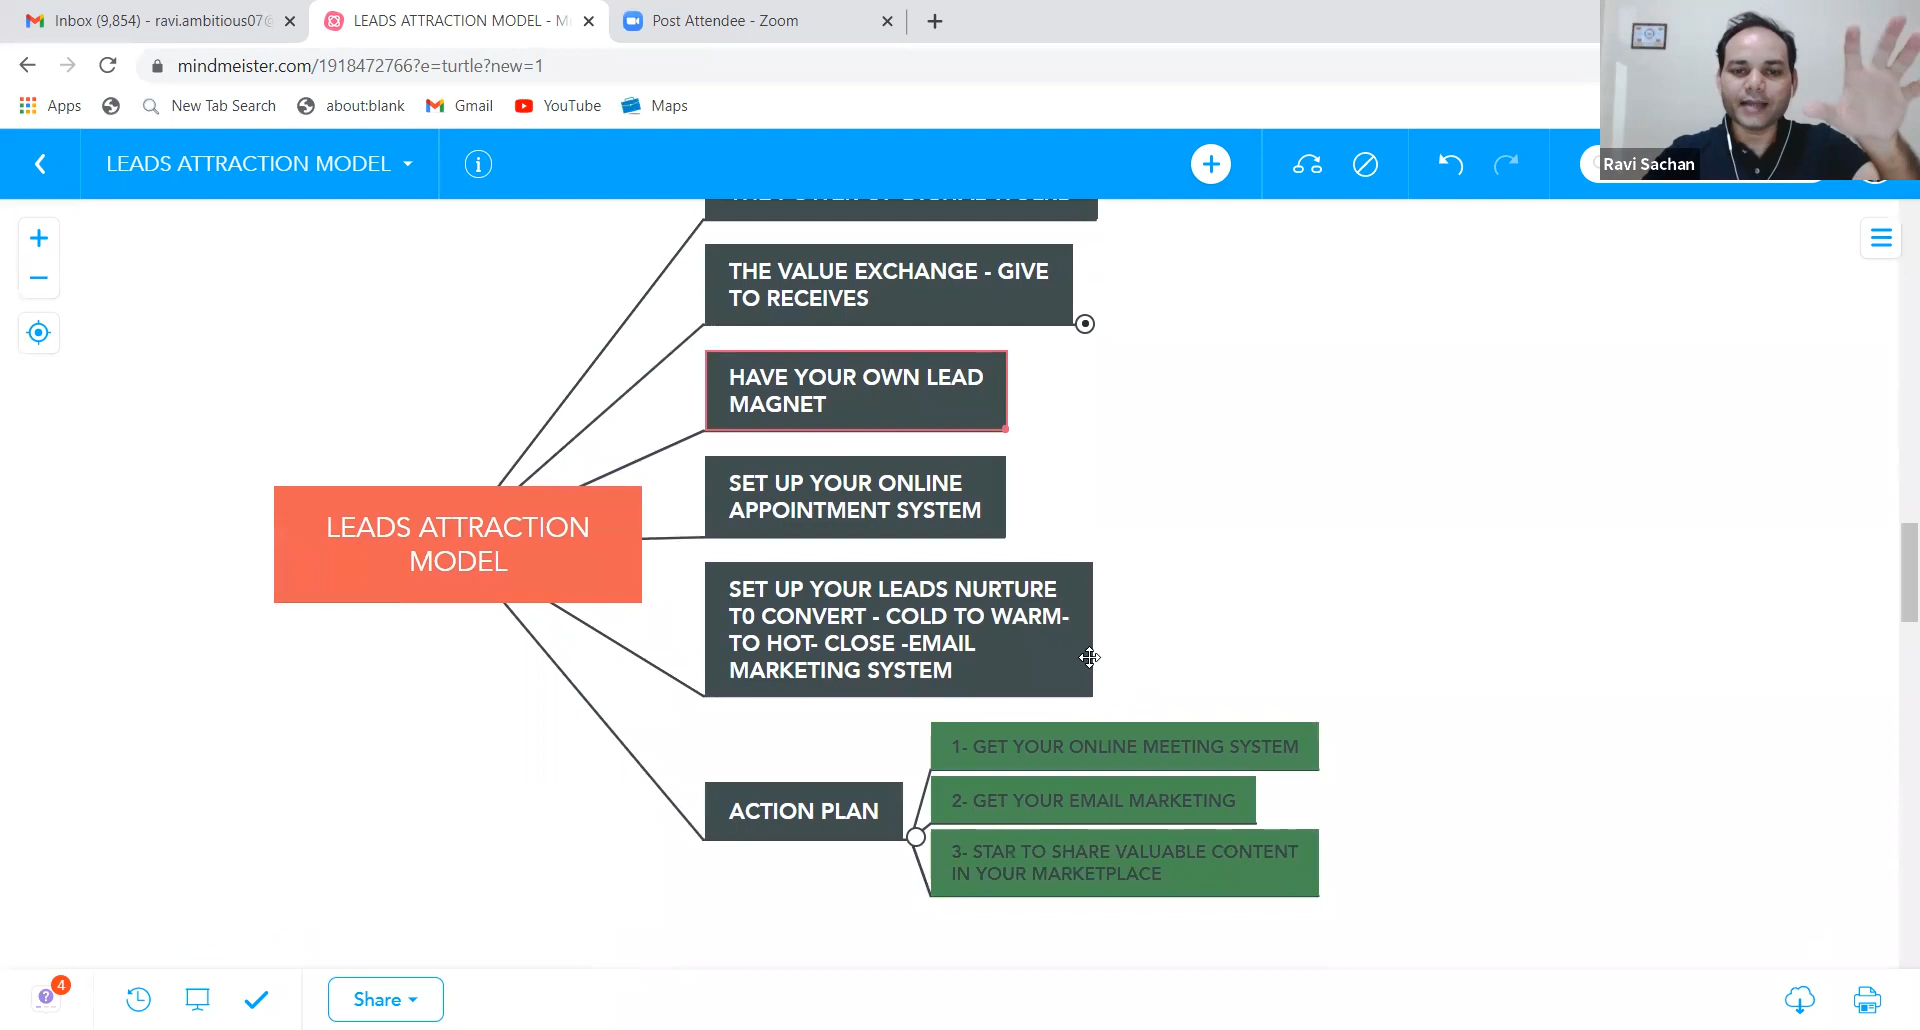 Inbox (9,854) - ravi.ambitious07@
LEADS ATTRACTION MODEL - M
Post Attendee - Zoom
mindmeister.com/1918472766?e=turtle?new=1
Apps
New Tab Search
about:blank
Gmail
YouTube
Maps
Ravi Sachan
LEADS ATTRACTION MODEL
THE VALUE EXCHANGE - GIVE
TO RECEIVES
HAVE YOUR OWN LEAD
MAGNET
SET UP YOUR ONLINE
APPOINTMENT SYSTEM
LEADS ATTRACTION
MODEL
SET UP YOUR LEADS NURTURE
T0 CONVERT - COLD TO WARM-
TO HOT- CLOSE -EMAIL
MARKETING SYSTEM
ACTION PLAN
1- GET YOUR ONLINE MEETING SYSTEM
2- GET YOUR EMAIL MARKETING
3- STAR TO SHARE VALUABLE CONTENT
IN YOUR MARKETPLACE
4
Share